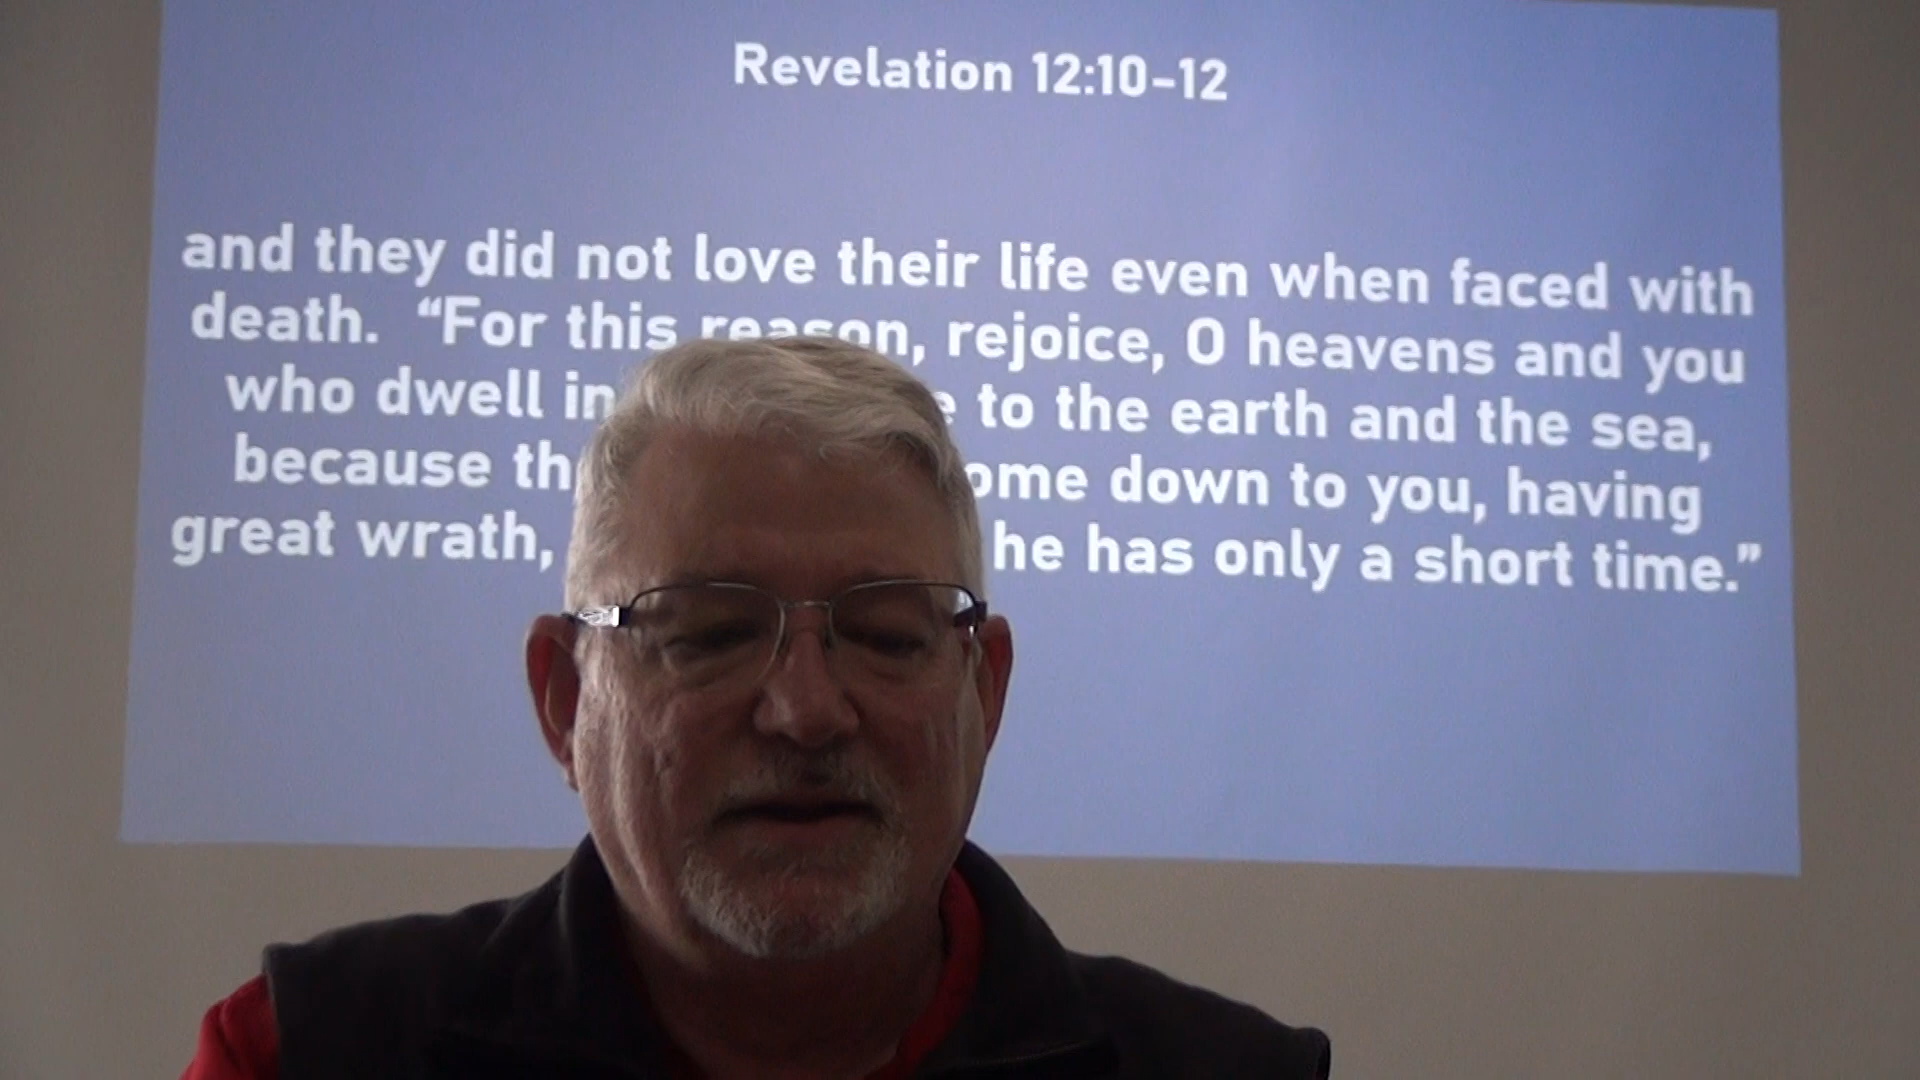 Revelation 12:10-12
and they did not love their life even when faced with
death. “For this reason, rejoice, O heavens and you
who dwell in to the earth and the sea,
because down to you, having
great wrath, he has only a short time.”